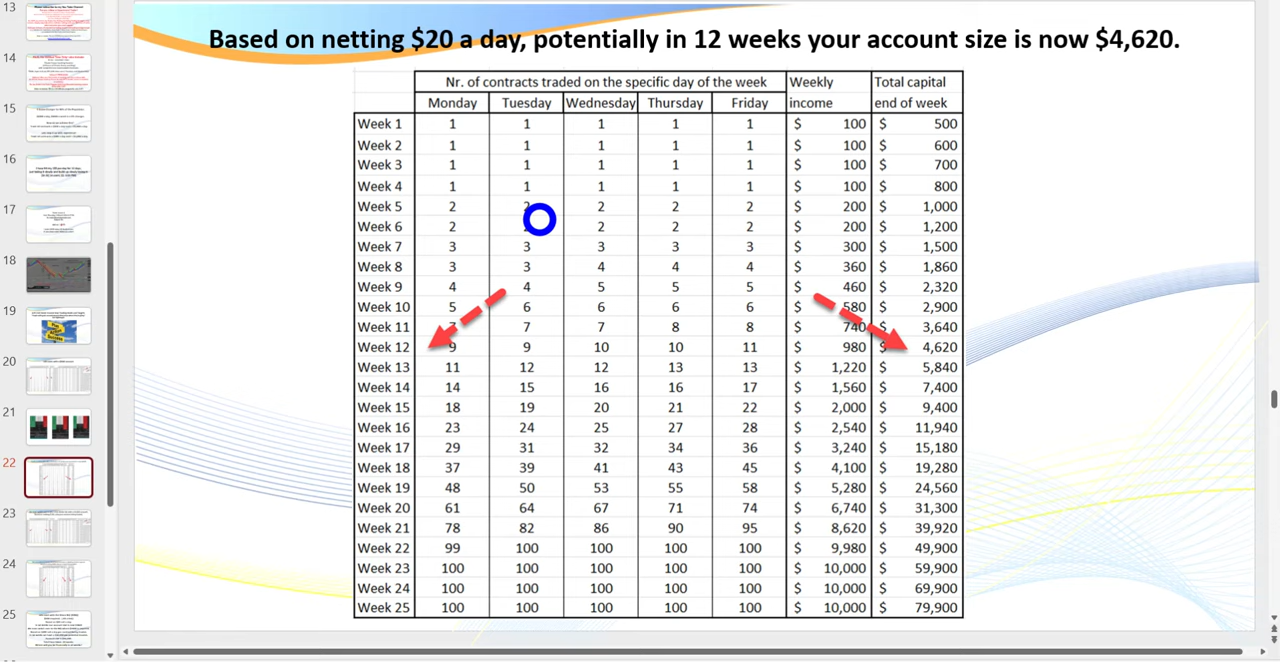 Based on netting $20 a day, potentially in 12 weeks your account size is now $4,620.
Nr. of contracts traded on the specific day of the week Weekly Total capital
Monday Tuesday Wednesday Thursday Friday income end of week
Week 1 1 1 1 1 1 $ 100 $ 500
Week 2 1 1 1 1 1 $ 100 $ 600
Week 3 1 1 1 1 1 $ 100 $ 700
Week 4 1 1 1 1 1 $ 100 $ 800
Week 5 2 2 2 2 2 $ 200 $ 1,000
Week 6 2 2 2 2 $ 200 $ 1,200
Week 7 3 3 3 3 3 $ 300 $ 1,500
Week 8 3 3 4 4 4 $ 360 $ 1,860
Week 9 4 4 5 5 5 $ 460 $ 2,320
Week 10 5 6 6 6 6 $ 580 $ 2,900
Week 11 7 7 7 8 8 $ 740 $ 3,640
Week 12 9 9 10 10 11 $ 980 $ 4,620
Week 13 11 12 12 13 13 $ 1,220 $ 5,840
Week 14 14 15 16 16 17 $ 1,560 $ 7,400
Week 15 18 19 20 21 22 $ 2,000 $ 9,400
Week 16 23 24 25 27 28 $ 2,540 $ 11,940
Week 17 29 31 32 34 36 $ 3,240 $ 15,180
Week 18 37 39 41 43 45 $ 4,100 $ 19,280
Week 19 48 50 53 55 58 $ 5,280 $ 24,560
Week 20 61 64 67 71 74 $ 6,740 $ 31,300
Week 21 78 82 86 90 95 $ 8,620 $ 39,920
Week 22 99 100 100 100 100 $ 9,980 $ 49,900
Week 23 100 100 100 100 100 $ 10,000 $ 59,900
Week 24 100 100 100 100 100 $ 10,000 $ 69,900
Week 25 100 100 100 100 100 $ 10,000 $ 79,900
13
14
15
16
17
18
19
20
21
22
23
24
25